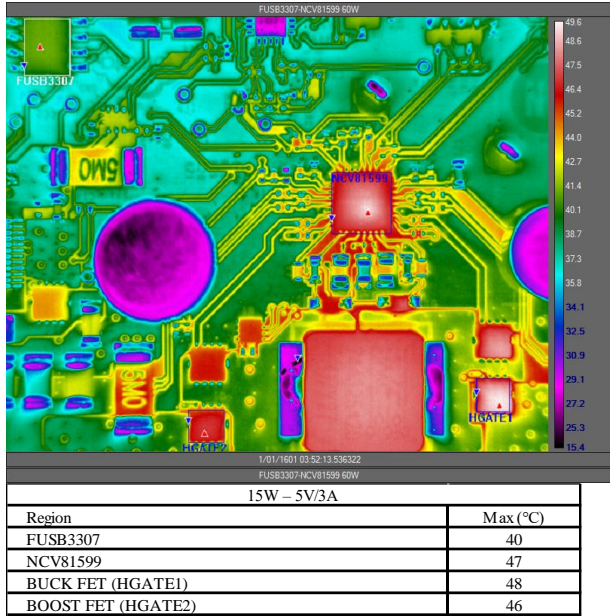 FUSB3307-NCV81599 60W
FUSB3307
5M0
NCV81599
5M0
HGATE2
HGATE1
49.6
48.6
47.5
46.4
45.2
44.0
42.7
41.4
40.1
38.7
37.3
35.8
34.1
32.5
30.9
29.1
27.2
25.3
15.4
1/01/1601 03:52:13.536322
FUSB3307-NCV81599 60W
15W – 5V/3A
Region Max (°C)
FUSB3307 40
NCV81599 47
BUCK FET (HGATE1) 48
BOOST FET (HGATE2) 46